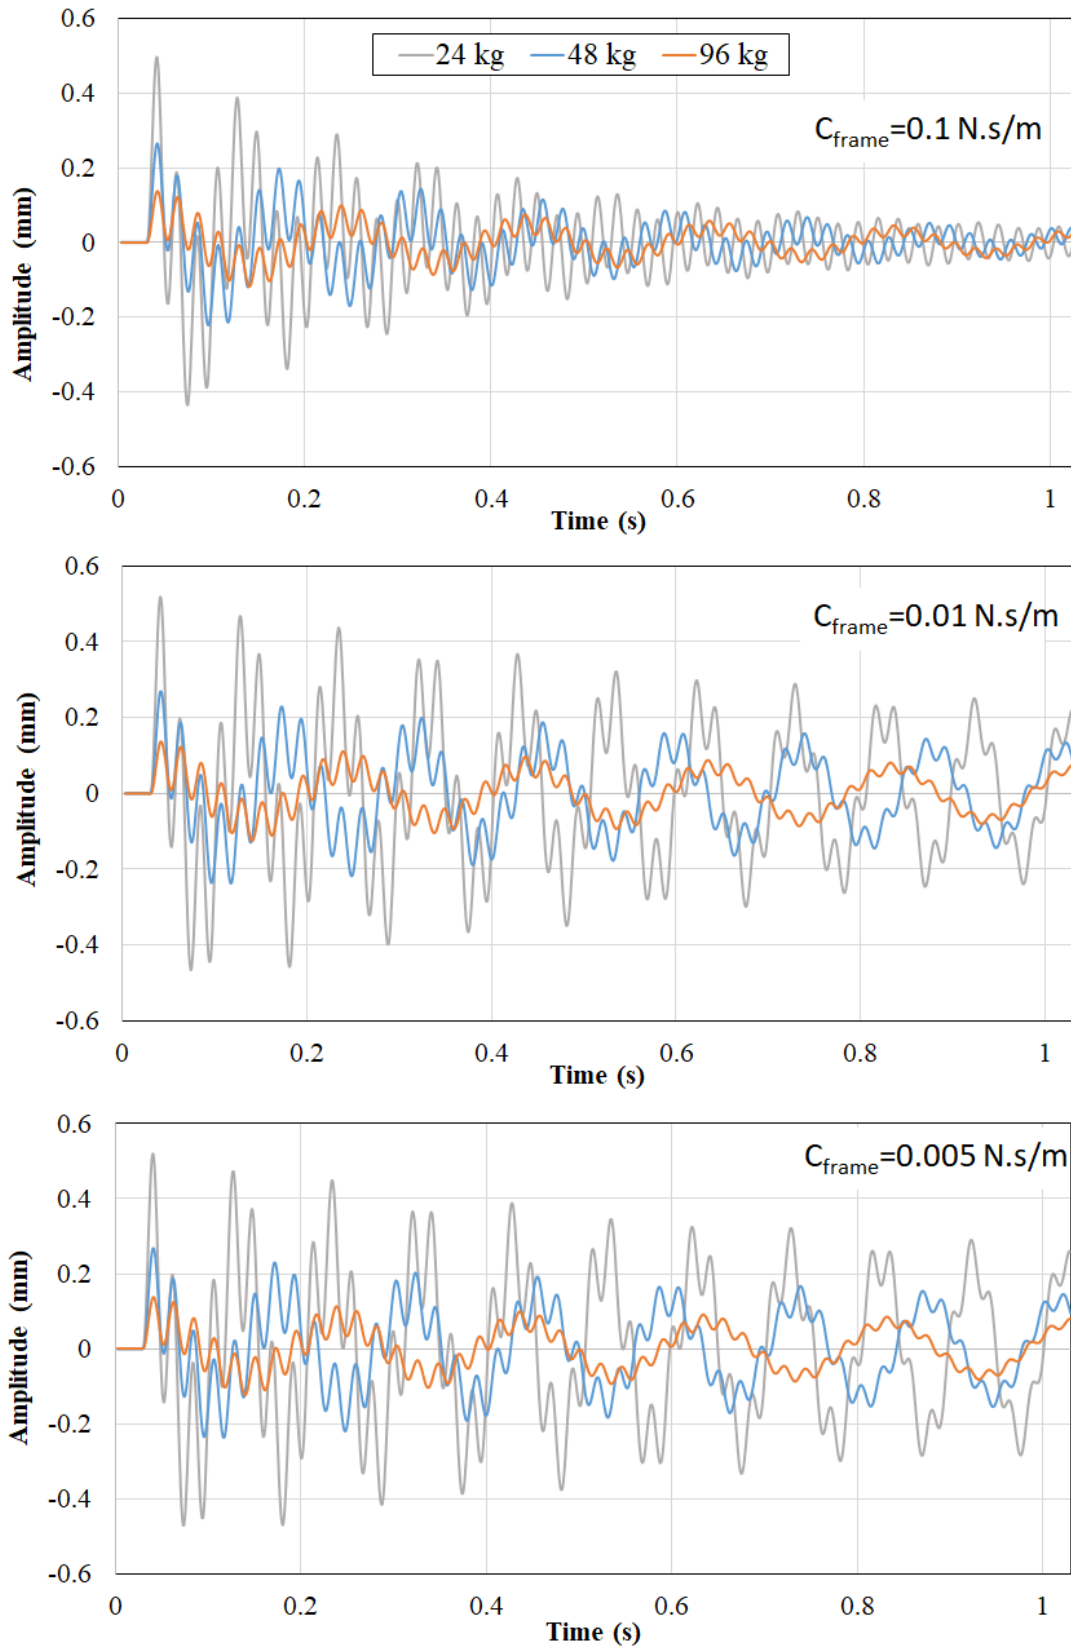 0.6
24 kg 48 kg 96 kg
0.4
C_frame=0.1 N.s/m
0.2
0
-0.2
-0.4
-0.6
Amplitude (mm)
0 0.2 0.4 0.6 0.8 1
Time (s)
0.6
C_frame=0.01 N.s/m
0.4
0.2
0
-0.2
-0.4
-0.6
Amplitude (mm)
0 0.2 0.4 0.6 0.8 1
Time (s)
0.6
C_frame=0.005 N.s/m
0.4
0.2
0
-0.2
-0.4
-0.6
Amplitude (mm)
0 0.2 0.4 0.6 0.8 1
Time (s)